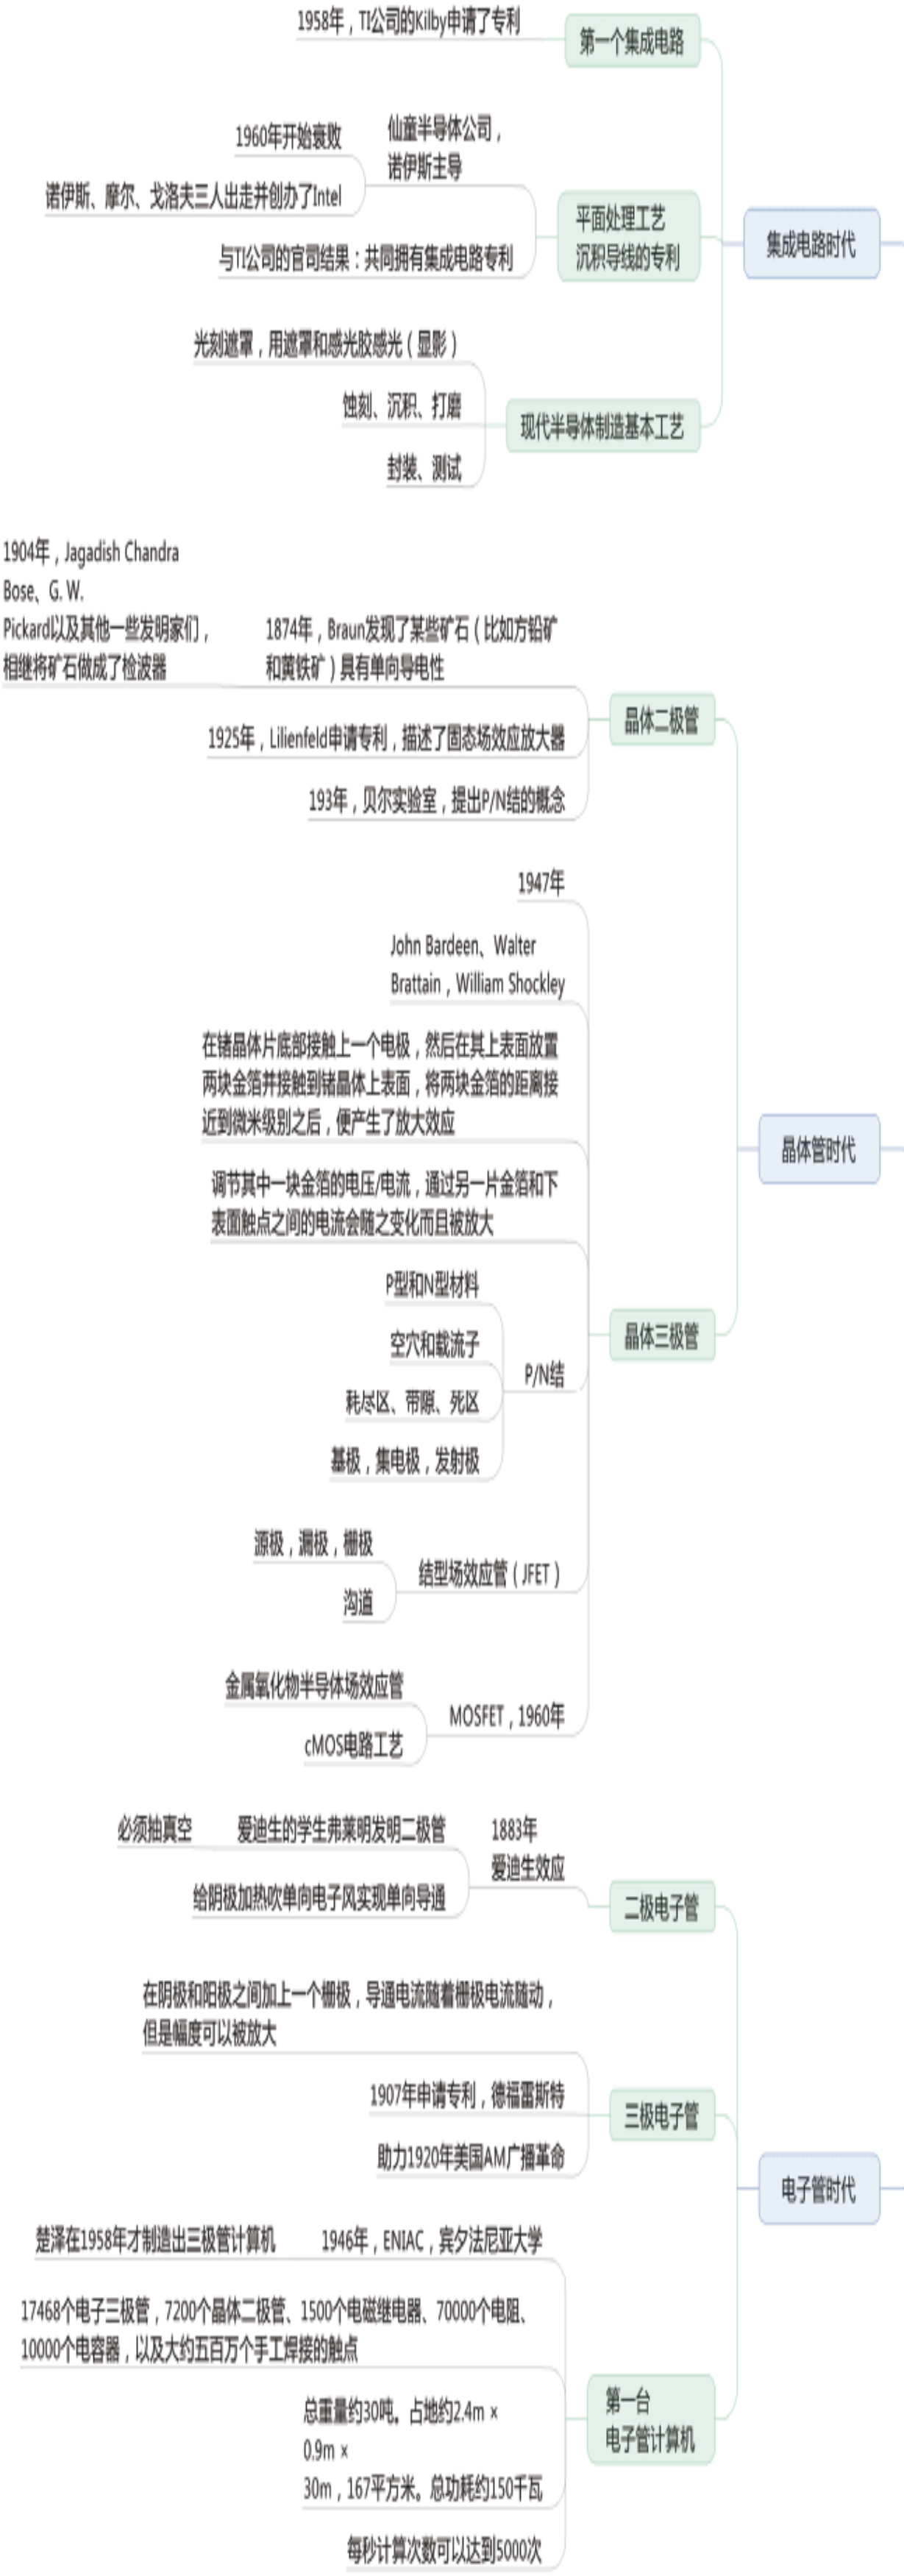 1958年，TI公司的Kilby申请了专利
第一个集成电路
1960年开始衰败
诺伊斯、摩尔、戈洛夫三人出走并创办了Intel
仙童半导体公司，
诺伊斯主导
与TI公司的官司结果：共同拥有集成电路专利
平面处理工艺
沉积导线的专利
集成电路时代
光刻遮罩，用遮罩和感光胶感光（显影）
蚀刻、沉积、打磨
封装、测试
现代半导体制造基本工艺
1904年，Jagadish Chandra
Bose、G. W.
Pickard以及其他一些发明家们，
相继将矿石做成了检波器
1874年，Braun发现了某些矿石（比如方铅矿
和黄铁矿）具有单向导电性
1925年，Lilienfeld申请专利，描述了固态场效应放大器
193年，贝尔实验室，提出P/N结的概念
晶体二极管
1947年
John Bardeen、Walter
Brattain，William Shockley
在锗晶体片底部接触上一个电极，然后在其上表面放置
两块金箔并接触到锗晶体上表面，将两块金箔的距离接
近到微米级别之后，便产生了放大效应
调节其中一块金箔的电压/电流，通过另一片金箔和下
表面触点之间的电流会随之变化而且被放大
P型和N型材料
空穴和载流子
耗尽区、带隙、死区
基极，集电极，发射极
P/N结
源极，漏极，栅极
沟道
结型场效应管（JFET）
金属氧化物半导体场效应管
cMOS电路工艺
MOSFET，1960年
晶体三极管
晶体管时代
必须抽真空
爱迪生的学生弗莱明发明二极管
给阴极加热吹单向电子风实现单向导通
1883年
爱迪生效应
二极电子管
在阴极和阳极之间加上一个栅极，导通电流随着栅极电流随动，
但是幅度可以被放大
1907年申请专利，德福雷斯特
助力1920年美国AM广播革命
三极电子管
电子管时代
楚泽在1958年才制造出三极管计算机
1946年，ENIAC，宾夕法尼亚大学
17468个电子三极管，7200个晶体二极管、1500个电磁继电器、70000个电阻、
10000个电容器，以及大约五百万个手工焊接的触点
总重量约30吨。占地约2.4m ×
0.9m ×
30m，167平方米。总功耗约150千瓦
每秒计算次数可以达到5000次
第一台
电子管计算机